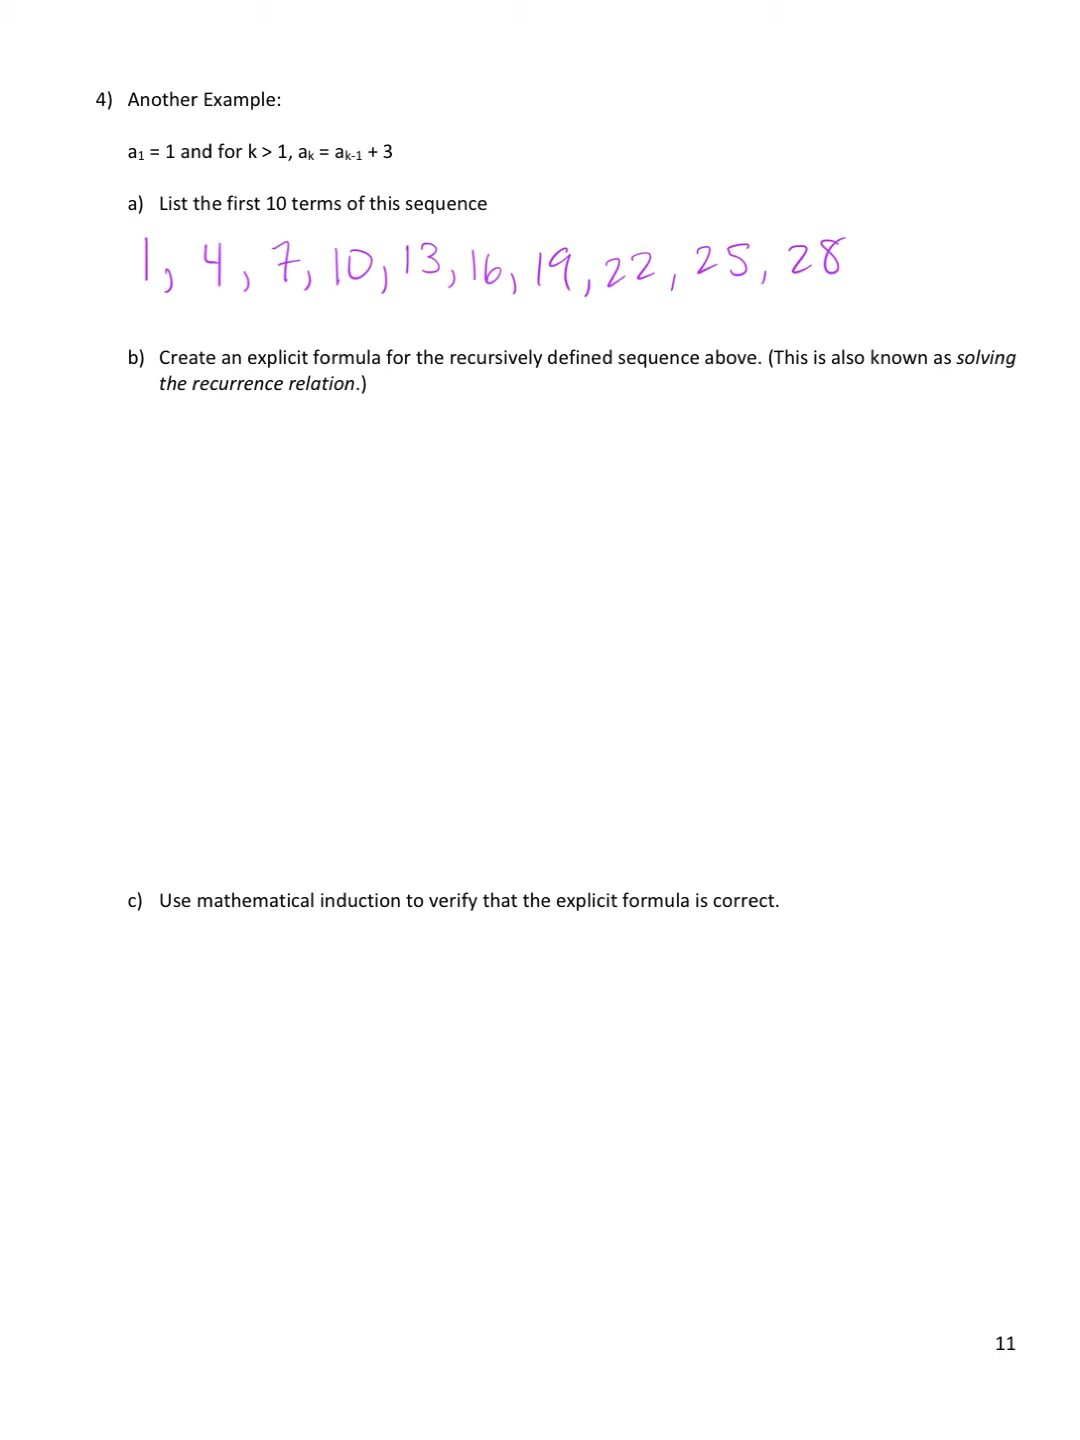 4) Another Example:
a₁ = 1 and for k > 1, aₖ = aₖ₋₁ + 3
a) List the first 10 terms of this sequence
1, 4, 7, 10, 13, 16, 19, 22, 25, 28
b) Create an explicit formula for the recursively defined sequence above. (This is also known as solving
the recurrence relation.)
c) Use mathematical induction to verify that the explicit formula is correct.
11